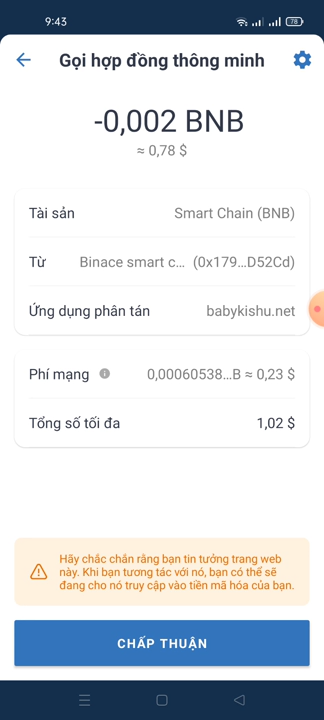 9:43
78
Gọi hợp đồng thông minh
-0,002 BNB
≈ 0,78 $
Tài sản Smart Chain (BNB)
Từ Binace smart c... (0x179...D52Cd)
Ứng dụng phân tán babykishu.net
Phí mạng 0,00060538...B ≈ 0,23 $
Tổng số tối đa 1,02 $
Hãy chắc chắn rằng bạn tin tưởng trang web
này. Khi bạn tương tác với nó, bạn có thể sẽ
đang cho nó truy cập vào tiền mã hóa của bạn.
CHẤP THUẬN